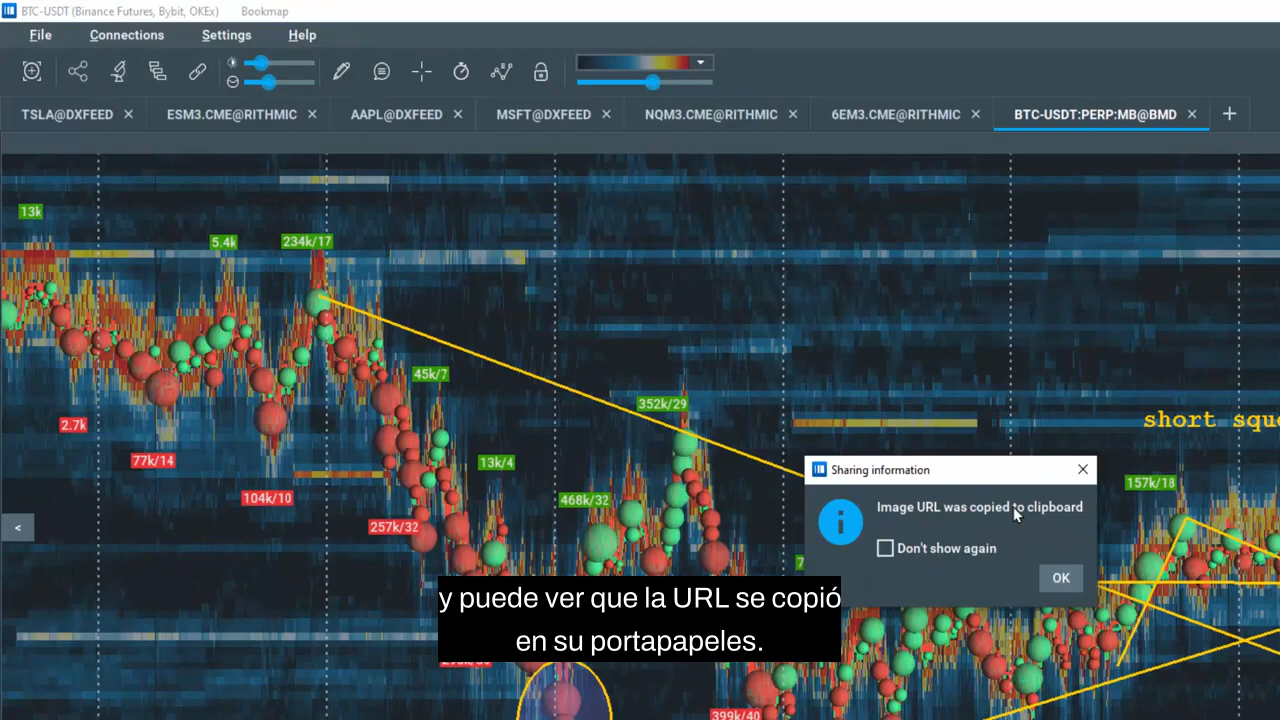 BTC-USDT (Binance Futures, Bybit, OKEx) Bookmap
File Connections Settings Help
TSLA@DXFEED ESM3.CME@RITHMIC AAPL@DXFEED MSFT@DXFEED NQM3.CME@RITHMIC 6EM3.CME@RITHMIC BTC-USDT:PERP:MB@BMD
13k
5.4k
234k/17
45k/7
352k/29
short squ
2.7k
77k/14
13k/4
Sharing information
157k/18
104k/10
468k/32
Image URL was copied to clipboard
257k/32
<
Don't show again
7
OK
y puede ver que la URL se copió
en su portapapeles.
399k/40